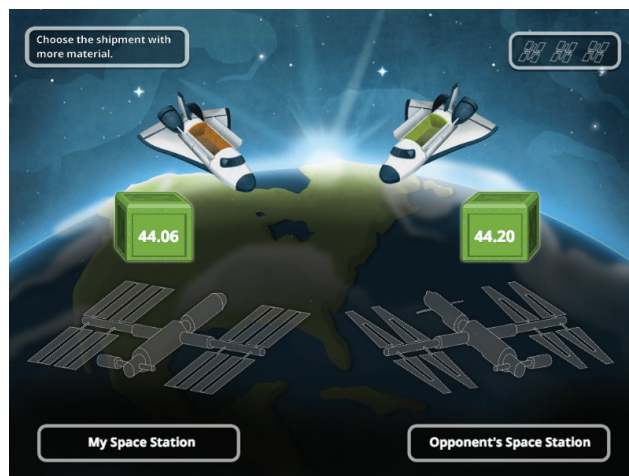 Choose the shipment with
more material.
44.06
44.20
My Space Station
Opponent's Space Station